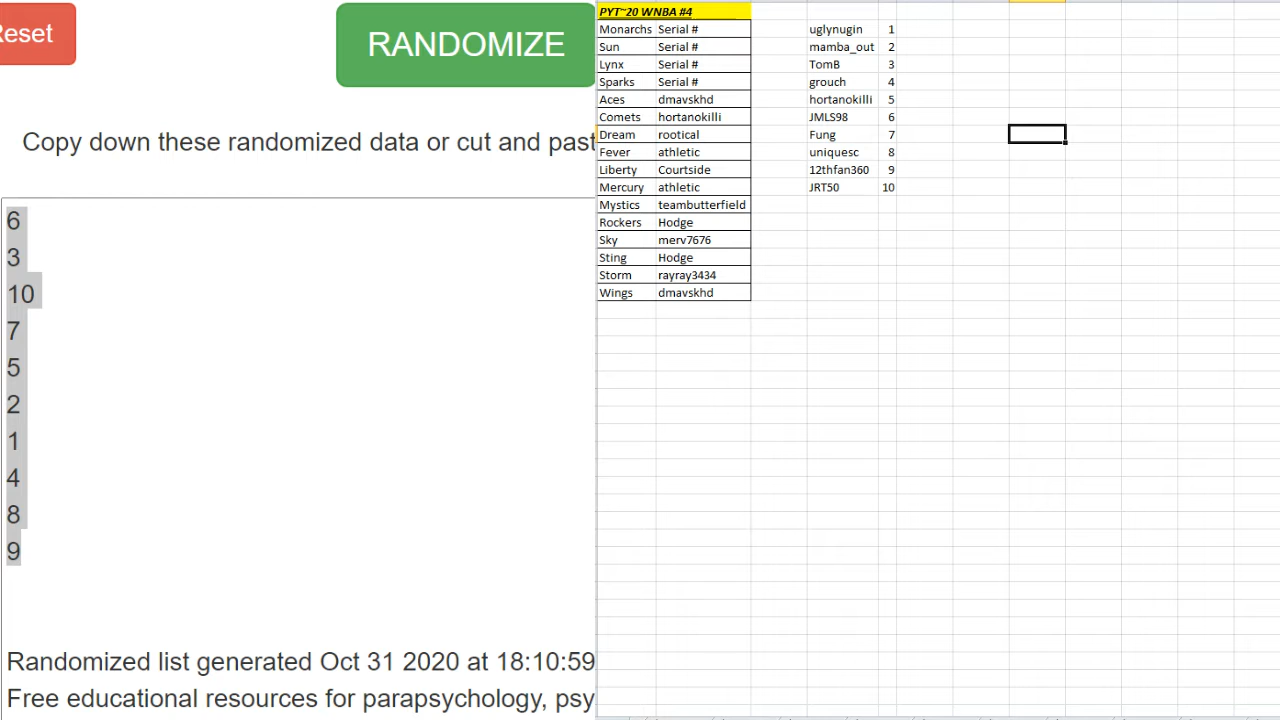 Reset
RANDOMIZE
Copy down these randomized data or cut and past
6
3
10
7
5
2
1
4
8
9
Randomized list generated Oct 31 2020 at 18:10:59
Free educational resources for parapsychology, psy
PYT~20 WNBA #4
Monarchs Serial #
Sun Serial #
Lynx Serial #
Sparks Serial #
Aces dmavskhd
Comets hortanokilli
Dream rootical
Fever athletic
Liberty Courtside
Mercury athletic
Mystics teambutterfield
Rockers Hodge
Sky merv7676
Sting Hodge
Storm rayray3434
Wings dmavskhd
uglynugin 1
mamba_out 2
TomB 3
grouch 4
hortanokilli 5
JMLS98 6
Fung 7
uniquesc 8
12thfan360 9
JRT50 10